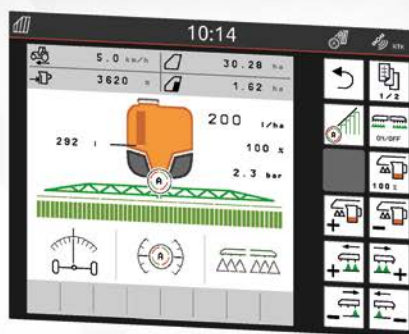 10:14
RTK
5.0 km/h
30.28 ha
3620 m
1.62 ha
1/2
200 l/ha
292 l
100 %
2.3 bar
A
A
A
ON/OFF
100 %